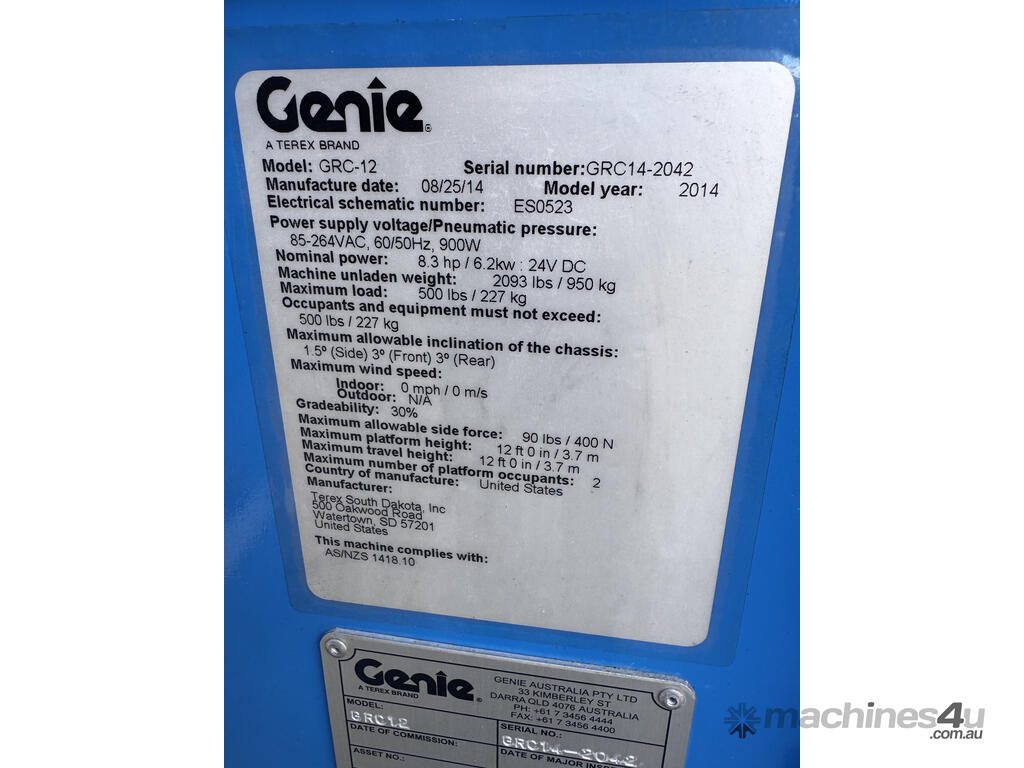 Genie
A TEREX BRAND
Model: GRC-12 Serial number:GRC14-2042
Manufacture date: 08/25/14 Model year: 2014
Electrical schematic number: ES0523
Power supply voltage/Pneumatic pressure:
85-264VAC, 60/50Hz, 900W
Nominal power: 8.3 hp / 6.2kw : 24V DC
Machine unladen weight: 2093 lbs / 950 kg
Maximum load: 500 lbs / 227 kg
Occupants and equipment must not exceed:
500 lbs / 227 kg
Maximum allowable inclination of the chassis:
1.5º (Side) 3º (Front) 3º (Rear)
Maximum wind speed:
Indoor: 0 mph / 0 m/s
Outdoor: N/A
Gradeability: 30%
Maximum allowable side force: 90 lbs / 400 N
Maximum platform height: 12 ft 0 in / 3.7 m
Maximum travel height: 12 ft 0 in / 3.7 m
Maximum number of platform occupants: 2
Country of manufacture: United States
Manufacturer:
Terex South Dakota, Inc
500 Oakwood Road
Watertown, SD 57201
United States
This machine complies with:
AS/NZS 1418.10
Genie
A TEREX BRAND
GENIE AUSTRALIA PTY LTD
33 KIMBERLEY ST
DARRA QLD 4076 AUSTRALIA
PH: +61 7 3456 4444
FAX: +61 7 3456 4400
MODEL:
GRC12
SERIAL NO.:
GRC14-2042
DATE OF COMMISSION:
DATE OF MAJOR
ASSET NO.:
machines4u
.com.au